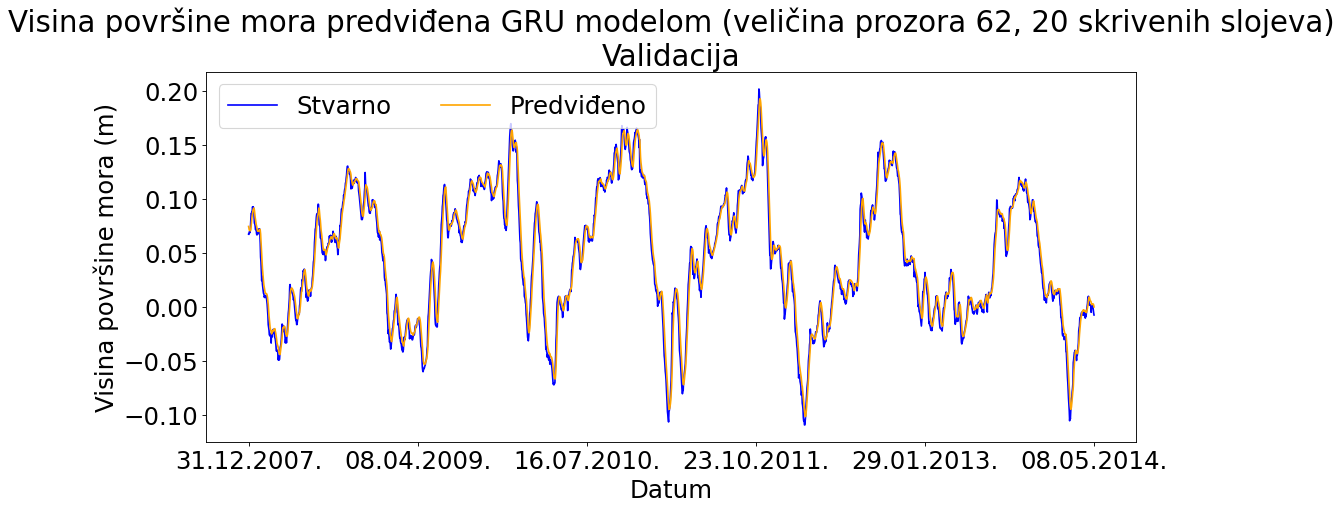 Visina površine mora predviđena GRU modelom (veličina prozora 62, 20 skrivenih slojeva)
Validacija
Stvarno
Predviđeno
Visina površine mora (m)
0.20
0.15
0.10
0.05
0.00
−0.05
−0.10
31.12.2007. 08.04.2009. 16.07.2010. 23.10.2011. 29.01.2013. 08.05.2014.
Datum